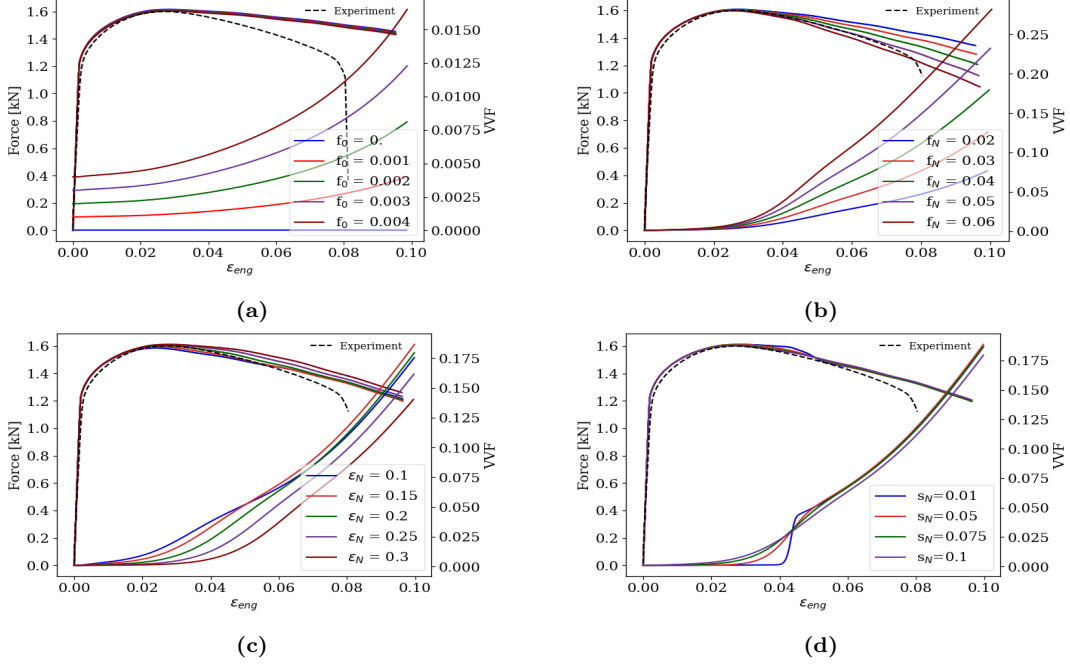 Experiment
Force [kN]
1.6
1.4
1.2
1.0
0.8
0.6
0.4
0.2
0.0
0.0150
0.0125
0.0100
0.0075
0.0050
0.0025
0.0000
VVF
f0 = 0.
f0 = 0.001
f0 = 0.002
f0 = 0.003
f0 = 0.004
0.00 0.02 0.04 0.06 0.08 0.10
εeng
(a)
Experiment
Force [kN]
1.6
1.4
1.2
1.0
0.8
0.6
0.4
0.2
0.0
0.25
0.20
0.15
0.10
0.05
0.00
VVF
fN = 0.02
fN = 0.03
fN = 0.04
fN = 0.05
fN = 0.06
0.00 0.02 0.04 0.06 0.08 0.10
εeng
(b)
Experiment
Force [kN]
1.6
1.4
1.2
1.0
0.8
0.6
0.4
0.2
0.0
0.175
0.150
0.125
0.100
0.075
0.050
0.025
0.000
VVF
εN = 0.1
εN = 0.15
εN = 0.2
εN = 0.25
εN = 0.3
0.00 0.02 0.04 0.06 0.08 0.10
εeng
(c)
Experiment
Force [kN]
1.6
1.4
1.2
1.0
0.8
0.6
0.4
0.2
0.0
0.175
0.150
0.125
0.100
0.075
0.050
0.025
0.000
VVF
sN=0.01
sN=0.05
sN=0.075
sN=0.1
0.00 0.02 0.04 0.06 0.08 0.10
εeng
(d)